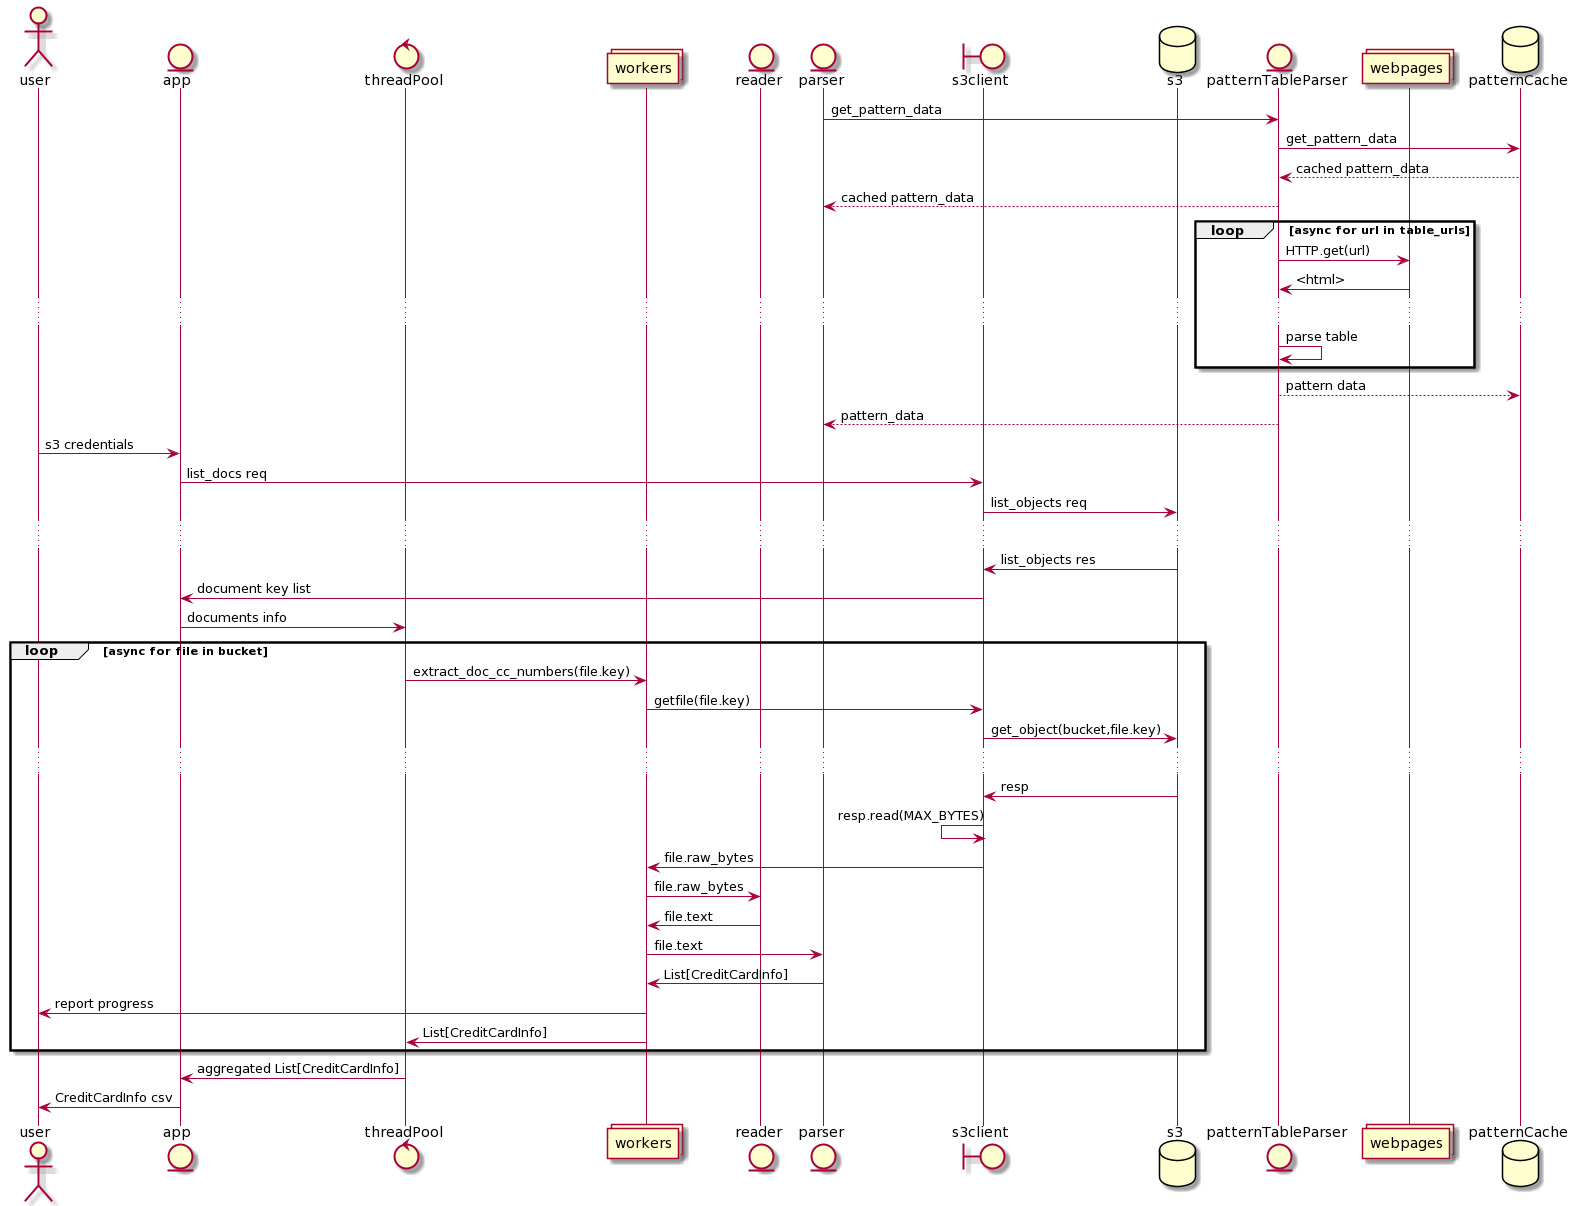 user
app
threadPool
workers
reader
parser
s3client
s3
patternTableParser
webpages
patternCache
get_pattern_data
get_pattern_data
cached pattern_data
cached pattern_data
loop [async for url in table_urls]
HTTP.get(url)
<html>
parse table
pattern data
pattern_data
s3 credentials
list_docs req
list_objects req
list_objects res
document key list
documents info
loop [async for file in bucket]
extract_doc_cc_numbers(file.key)
getfile(file.key)
get_object(bucket,file.key)
resp
resp.read(MAX_BYTES)
file.raw_bytes
file.raw_bytes
file.text
file.text
List[CreditCardInfo]
report progress
List[CreditCardInfo]
aggregated List[CreditCardInfo]
CreditCardInfo csv
user
app
threadPool
workers
reader
parser
s3client
s3
patternTableParser
webpages
patternCache